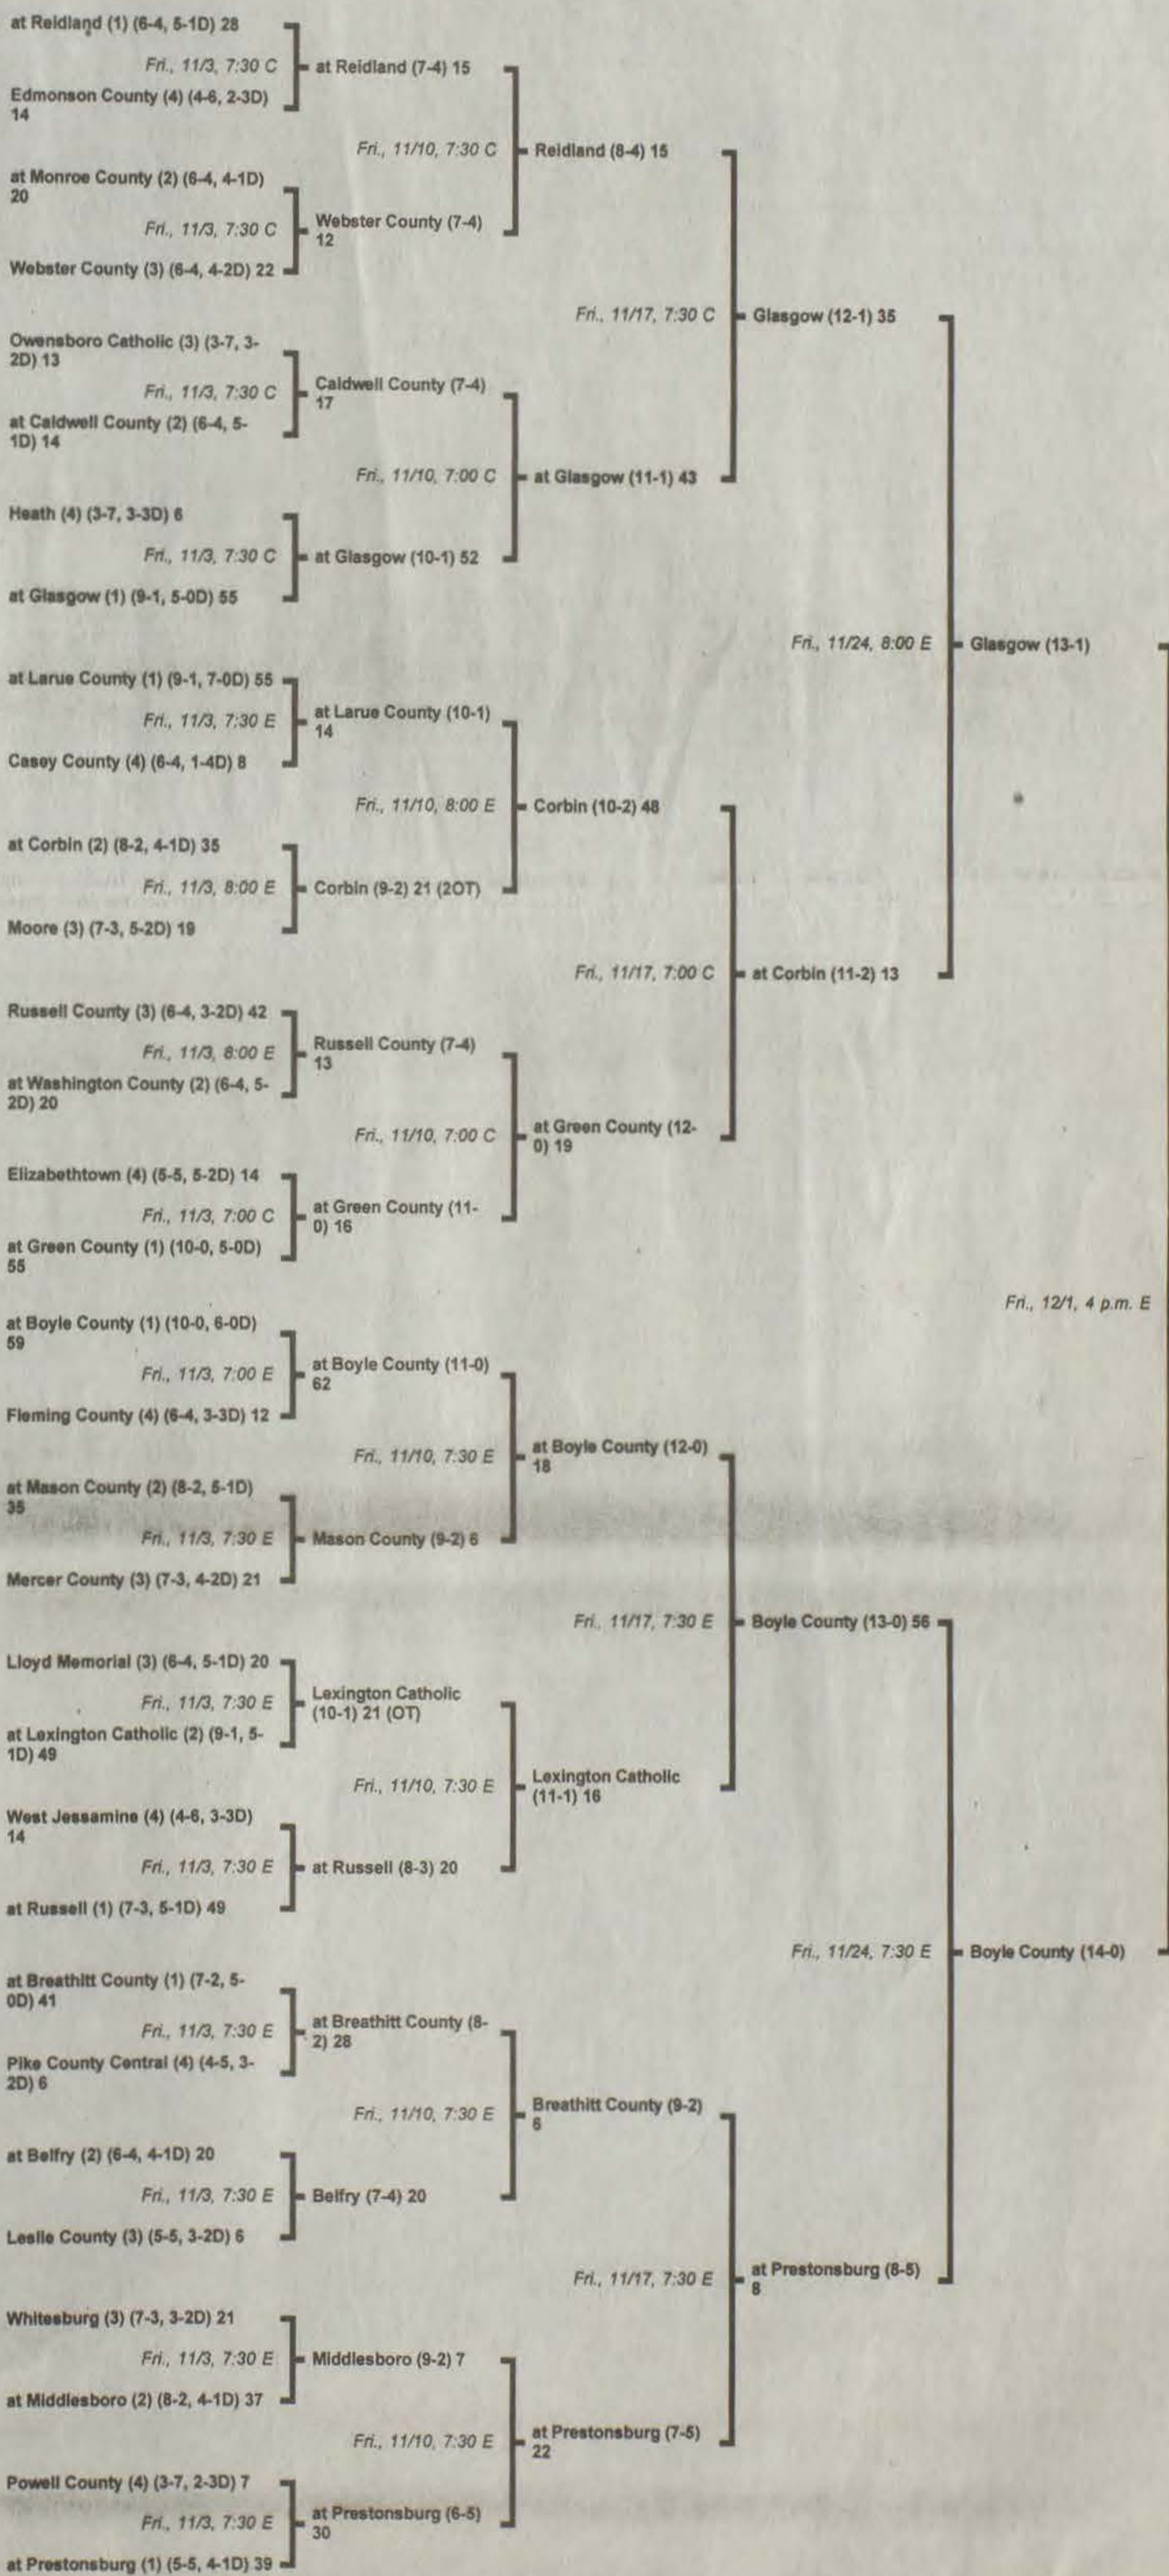 at Reidland (1) (6-4, 5-1D) 28
Fri., 11/3, 7:30 C
at Reidland (7-4) 15
Edmonson County (4) (4-6, 2-3D)
14
Fri., 11/10, 7:30 C
Reidland (8-4) 15
at Monroe County (2) (6-4, 4-1D)
20
Fri., 11/3, 7:30 C
Webster County (7-4)
12
Webster County (3) (6-4, 4-2D) 22
Fri., 11/17, 7:30 C
Glasgow (12-1) 35
Owensboro Catholic (3) (3-7, 3-
2D) 13
Fri., 11/3, 7:30 C
Caldwell County (7-4)
17
at Caldwell County (2) (6-4, 5-
1D) 14
Fri., 11/10, 7:00 C
at Glasgow (11-1) 43
Heath (4) (3-7, 3-3D) 6
Fri., 11/3, 7:30 C
at Glasgow (10-1) 52
at Glasgow (1) (9-1, 5-0D) 55
Fri., 11/24, 8:00 E
Glasgow (13-1)
at Larue County (1) (9-1, 7-0D) 55
Fri., 11/3, 7:30 E
at Larue County (10-1)
14
Casey County (4) (6-4, 1-4D) 8
Fri., 11/10, 8:00 E
Corbin (10-2) 48
at Corbin (2) (8-2, 4-1D) 35
Fri., 11/3, 8:00 E
Corbin (9-2) 21 (2OT)
Moore (3) (7-3, 5-2D) 19
Fri., 11/17, 7:00 C
at Corbin (11-2) 13
Russell County (3) (6-4, 3-2D) 42
Fri., 11/3, 8:00 E
Russell County (7-4)
13
at Washington County (2) (6-4, 5-
2D) 20
Fri., 11/10, 7:00 C
at Green County (12-
0) 19
Elizabethtown (4) (5-5, 5-2D) 14
Fri., 11/3, 7:00 C
at Green County (11-
0) 16
at Green County (1) (10-0, 5-0D)
55
Fri., 12/1, 4 p.m. E
at Boyle County (1) (10-0, 6-0D)
59
Fri., 11/3, 7:00 E
at Boyle County (11-0)
62
Fleming County (4) (6-4, 3-3D) 12
Fri., 11/10, 7:30 E
at Boyle County (12-0)
18
at Mason County (2) (8-2, 5-1D)
35
Fri., 11/3, 7:30 E
Mason County (9-2) 6
Mercer County (3) (7-3, 4-2D) 21
Fri., 11/17, 7:30 E
Boyle County (13-0) 56
Lloyd Memorial (3) (6-4, 5-1D) 20
Fri., 11/3, 7:30 E
Lexington Catholic
(10-1) 21 (OT)
at Lexington Catholic (2) (9-1, 5-
1D) 49
Fri., 11/10, 7:30 E
Lexington Catholic
(11-1) 16
West Jessamine (4) (4-6, 3-3D)
14
Fri., 11/3, 7:30 E
at Russell (8-3) 20
at Russell (1) (7-3, 5-1D) 49
Fri., 11/24, 7:30 E
Boyle County (14-0)
at Breathitt County (1) (7-2, 5-
0D) 41
Fri., 11/3, 7:30 E
at Breathitt County (8-
2) 28
Pike County Central (4) (4-5, 3-
2D) 6
Fri., 11/10, 7:30 E
Breathitt County (9-2)
6
at Belfry (2) (6-4, 4-1D) 20
Fri., 11/3, 7:30 E
Belfry (7-4) 20
Leslie County (3) (5-5, 3-2D) 6
Fri., 11/17, 7:30 E
at Prestonsburg (8-5)
8
Whitesburg (3) (7-3, 3-2D) 21
Fri., 11/3, 7:30 E
Middlesboro (9-2) 7
at Middlesboro (2) (8-2, 4-1D) 37
Fri., 11/10, 7:30 E
at Prestonsburg (7-5)
22
Powell County (4) (3-7, 2-3D) 7
Fri., 11/3, 7:30 E
at Prestonsburg (6-5)
30
at Prestonsburg (1) (5-5, 4-1D) 39